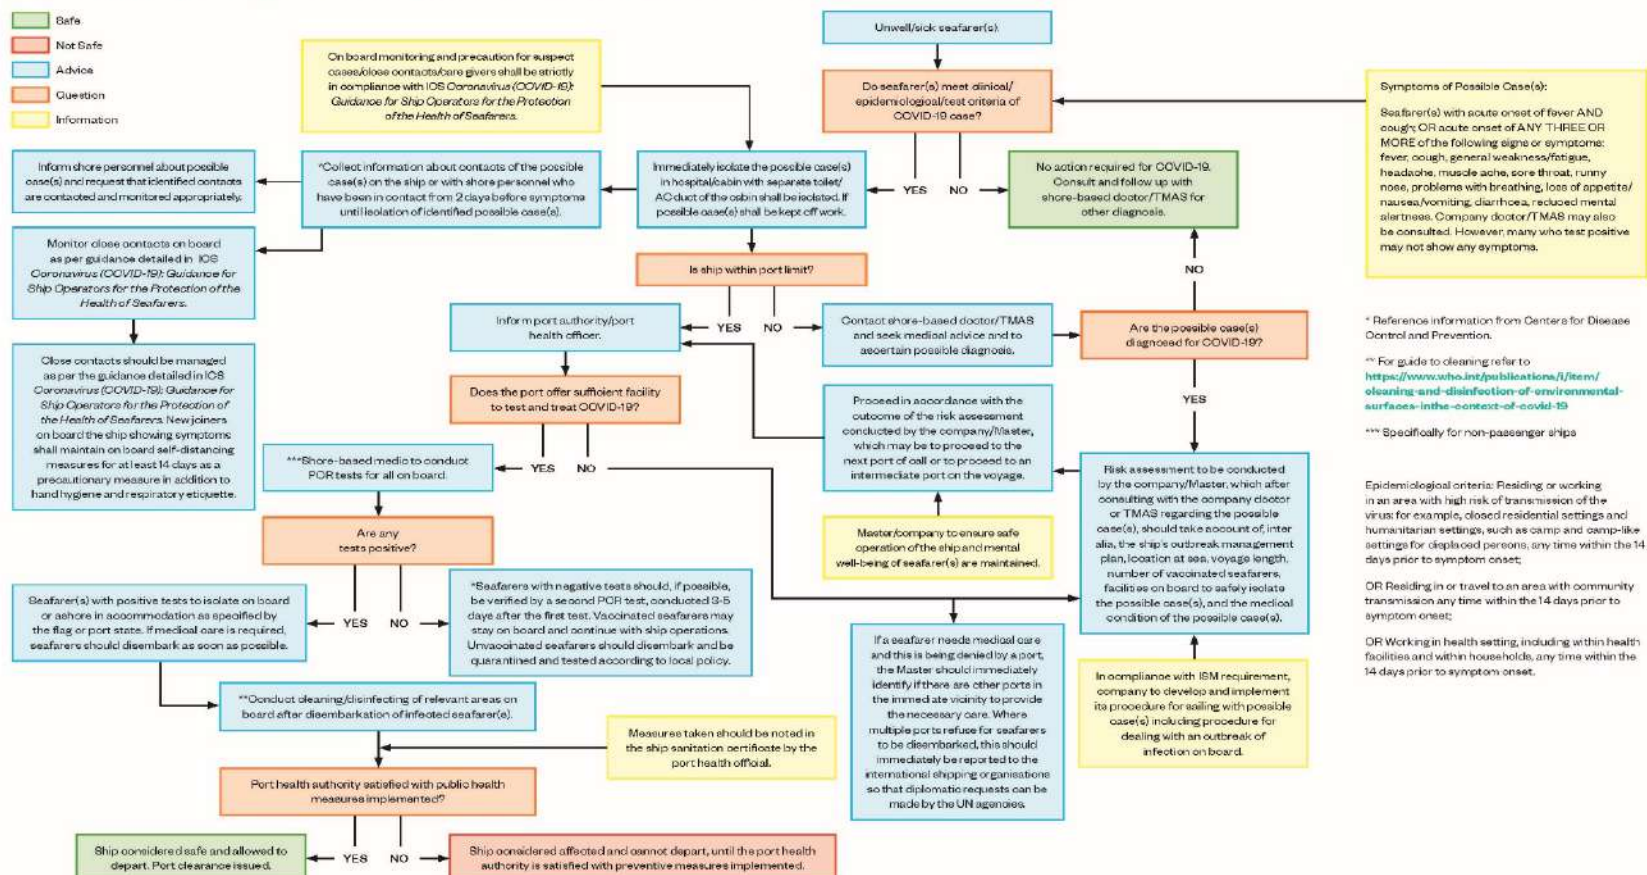 Safe
Not Safe
Advice
Question
Information
Unwell/sick seafarer(s).
On board monitoring and precaution for suspect
cases/close contacts/care givers shall be strictly
in compliance with ICS Coronavirus (COVID-19):
Guidance for Ship Operators for the Protection
of the Health of Seafarers.
Do seafarer(s) meet clinical/
epidemiological/test criteria of
COVID-19 case?
Symptoms of Possible Case(s):
Seafarer(s) with acute onset of fever AND
cough; OR acute onset of ANY THREE OR
MORE of the following signs or symptoms:
fever, cough, general weakness/fatigue,
headache, muscle ache, sore throat, runny
nose, problems with breathing, loss of appetite/
nausea/vomiting, diarrhoea, reduced mental
alertness. Company doctor/TMAS may also
be consulted. However, many who test positive
may not show any symptoms.
Inform shore personnel about possible
case(s) and request that identified contacts
are contacted and monitored appropriately.
*Collect information about contacts of the possible
case(s) on the ship or with shore personnel who
have been in contact from 2 days before symptoms
until isolation of identified possible case(s).
Immediately isolate the possible case(s)
in hospital/cabin with separate toilet/
AC duct of the cabin shall be isolated. If
possible case(s) shall be kept off work.
YES
NO
No action required for COVID-19.
Consult and follow up with
shore-based doctor/TMAS for
other diagnosis.
Monitor close contacts on board
as per guidance detailed in ICS
Coronavirus (COVID-19): Guidance for
Ship Operators for the Protection of the
Health of Seafarers.
Is ship within port limit?
NO
Inform port authority/port
health officer.
YES
NO
Contact shore-based doctor/TMAS
and seek medical advice and to
ascertain possible diagnosis.
Are the possible case(s)
diagnosed for COVID-19?
* Reference information from Centers for Disease
Control and Prevention.
** For guide to cleaning refer to
https://www.who.int/publications/i/item/
cleaning-and-disinfection-of-environmental-
surfaces-inthe-context-of-covid-19
*** Specifically for non-passenger ships
Close contacts should be managed
as per the guidance detailed in ICS
Coronavirus (COVID-19): Guidance for
Ship Operators for the Protection of the
Health of Seafarers. New joiners
on board the ship showing symptoms
shall maintain on board self-distancing
measures for at least 14 days as a
precautionary measure in addition to
hand hygiene and respiratory etiquette.
Does the port offer sufficient facility
to test and treat COVID-19?
Proceed in accordance with the
outcome of the risk assessment
conducted by the company/Master,
which may be to proceed to the
next port of call or to proceed to an
intermediate port on the voyage.
YES
***Shore-based medic to conduct
PCR tests for all on board.
YES
NO
Risk assessment to be conducted
by the company/Master, which after
consulting with the company doctor
or TMAS regarding the possible
case(s), should take account of, inter
alia, the ship's outbreak management
plan, location at sea, voyage length,
number of vaccinated seafarers,
facilities on board to safely isolate
the possible case(s), and the medical
condition of the possible case(s).
Epidemiological criteria: Residing or working
in an area with high risk of transmission of the
virus: for example, closed residential settings and
humanitarian settings, such as camp and camp-like
settings for displaced persons, any time within the 14
days prior to symptom onset;
OR Residing in or travel to an area with community
transmission any time within the 14 days prior to
symptom onset;
OR Working in health setting, including within health
facilities and within households, any time within the
14 days prior to symptom onset.
Are any
tests positive?
Master/company to ensure safe
operation of the ship and mental
well-being of seafarer(s) are maintained.
Seafarer(s) with positive tests to isolate on board
or ashore in accommodation as specified by
the flag or port state. If medical care is required,
seafarers should disembark as soon as possible.
YES
NO
*Seafarers with negative tests should, if possible,
be verified by a second PCR test, conducted 3-5
days after the first test. Vaccinated seafarers may
stay on board and continue with ship operations.
Unvaccinated seafarers should disembark and be
quarantined and tested according to local policy.
If a seafarer needs medical care
and this is being denied by a port,
the Master should immediately
identify if there are other ports in
the immediate vicinity to provide
the necessary care. Where
multiple ports refuse for seafarers
to be disembarked, this should
immediately be reported to the
international shipping organisations
so that diplomatic requests can be
made by the UN agencies.
In compliance with ISM requirement,
company to develop and implement
its procedure for sailing with possible
case(s) including procedure for
dealing with an outbreak of
infection on board.
**Conduct cleaning/disinfecting of relevant areas on
board after disembarkation of infected seafarer(s).
Measures taken should be noted in
the ship sanitation certificate by the
port health official.
Port health authority satisfied with public health
measures implemented?
Ship considered safe and allowed to
depart. Port clearance issued.
YES
NO
Ship considered affected and cannot depart, until the port health
authority is satisfied with preventive measures implemented.